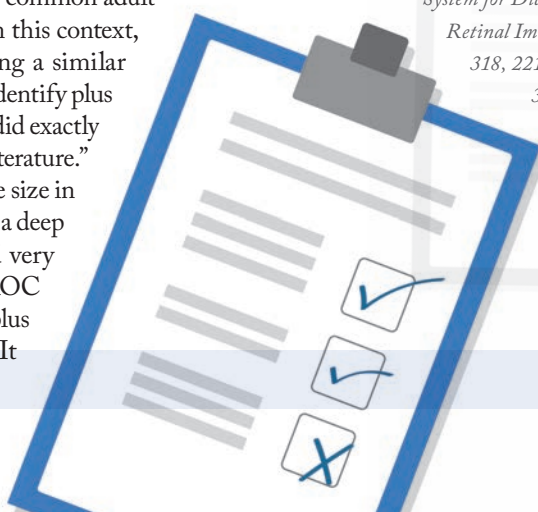 common adult
n this context,
ng a similar
dentify plus
did exactly
terature.”
e size in
a deep
very
OC
plus
It
System for Di
Retinal Im
318, 221
3